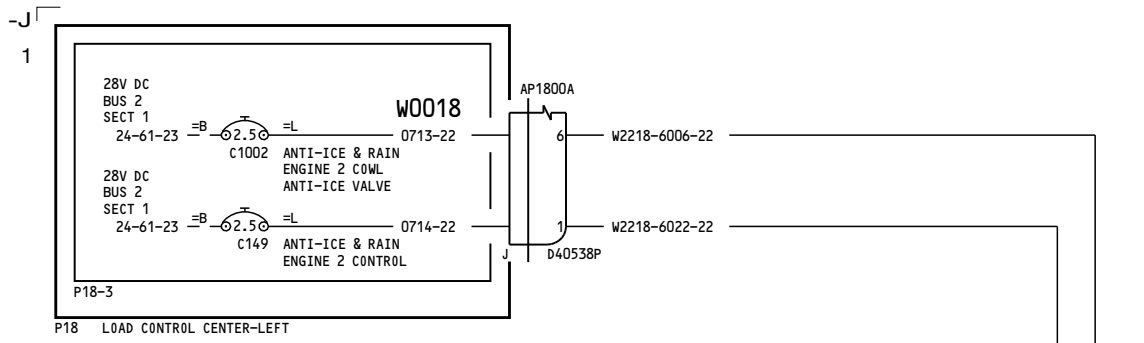 -J
1
28V DC
BUS 2
SECT 1
24-61-23 =B 2.5 =L
C1002 ANTI-ICE & RAIN
ENGINE 2 COWL
ANTI-ICE VALVE
W0018
0713-22
AP1800A
6 W2218-6006-22
28V DC
BUS 2
SECT 1
24-61-23 =B 2.5 =L
C149 ANTI-ICE & RAIN
ENGINE 2 CONTROL
0714-22
1 W2218-6022-22
J D40538P
P18-3
P18 LOAD CONTROL CENTER-LEFT